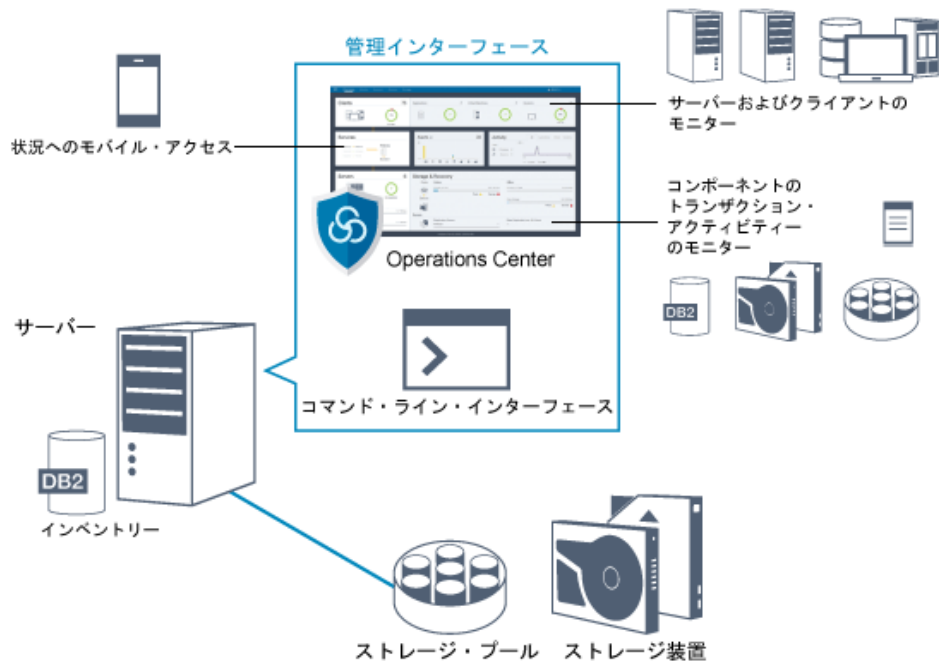 管理インターフェース
状況へのモバイル・アクセス
サーバーおよびクライアントの
モニター
Clients
Services
Servers
Storage & Recovery
コンポーネントの
トランザクション・
アクティビティー
のモニター
Operations Center
DB2
サーバー
コマンド・ライン・インターフェース
DB2
インベントリー
ストレージ・プール
ストレージ装置